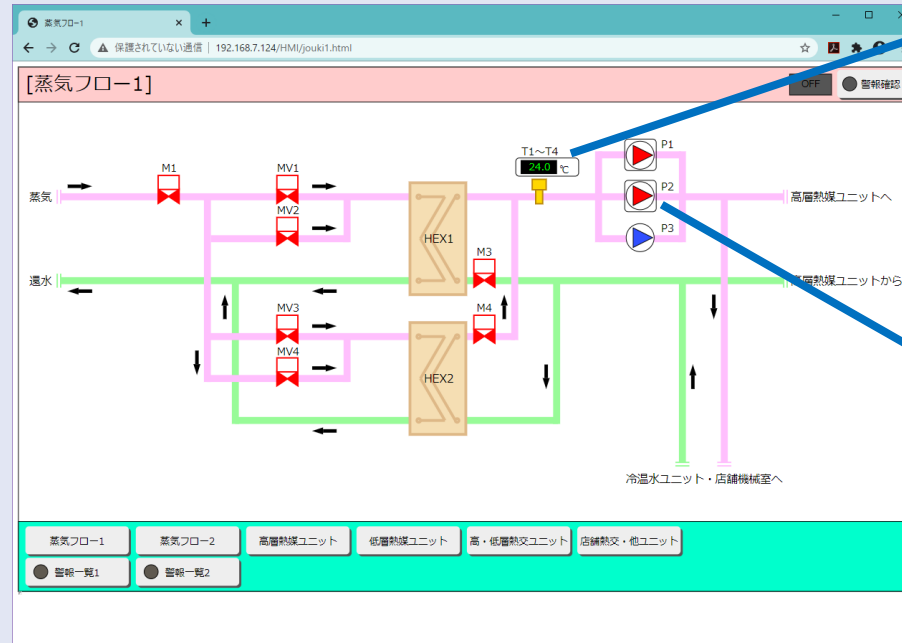 蒸気フロー1
保護されていない通信 | 192.168.7.124/HMI/jouki1.html
[蒸気フロー1]
OFF
警報確認
T1～T4
24.0 ℃
P1
M1
MV1
P2
蒸気
高層熱媒ユニットへ
MV2
P3
HEX1
M3
還水
高層熱媒ユニットから
MV3
M4
MV4
HEX2
冷温水ユニット・店舗機械室へ
蒸気フロー1
蒸気フロー2
高層熱媒ユニット
低層熱媒ユニット
高・低層熱交ユニット
店舗熱交・他ユニット
警報一覧1
警報一覧2